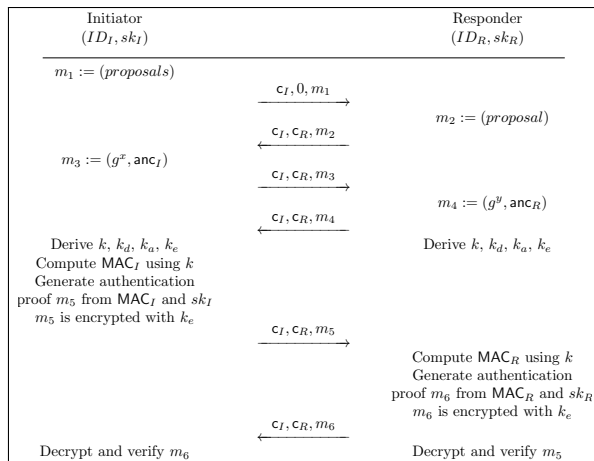 Initiator Responder
(ID_I, sk_I) (ID_R, sk_R)
m_1 := (proposals)
c_I, 0, m_1
m_2 := (proposal)
c_I, c_R, m_2
m_3 := (g^x, anc_I)
c_I, c_R, m_3
m_4 := (g^y, anc_R)
c_I, c_R, m_4
Derive k, k_d, k_a, k_e Derive k, k_d, k_a, k_e
Compute MAC_I using k
Generate authentication
proof m_5 from MAC_I and sk_I
m_5 is encrypted with k_e
c_I, c_R, m_5
Compute MAC_R using k
Generate authentication
proof m_6 from MAC_R and sk_R
m_6 is encrypted with k_e
c_I, c_R, m_6
Decrypt and verify m_6 Decrypt and verify m_5